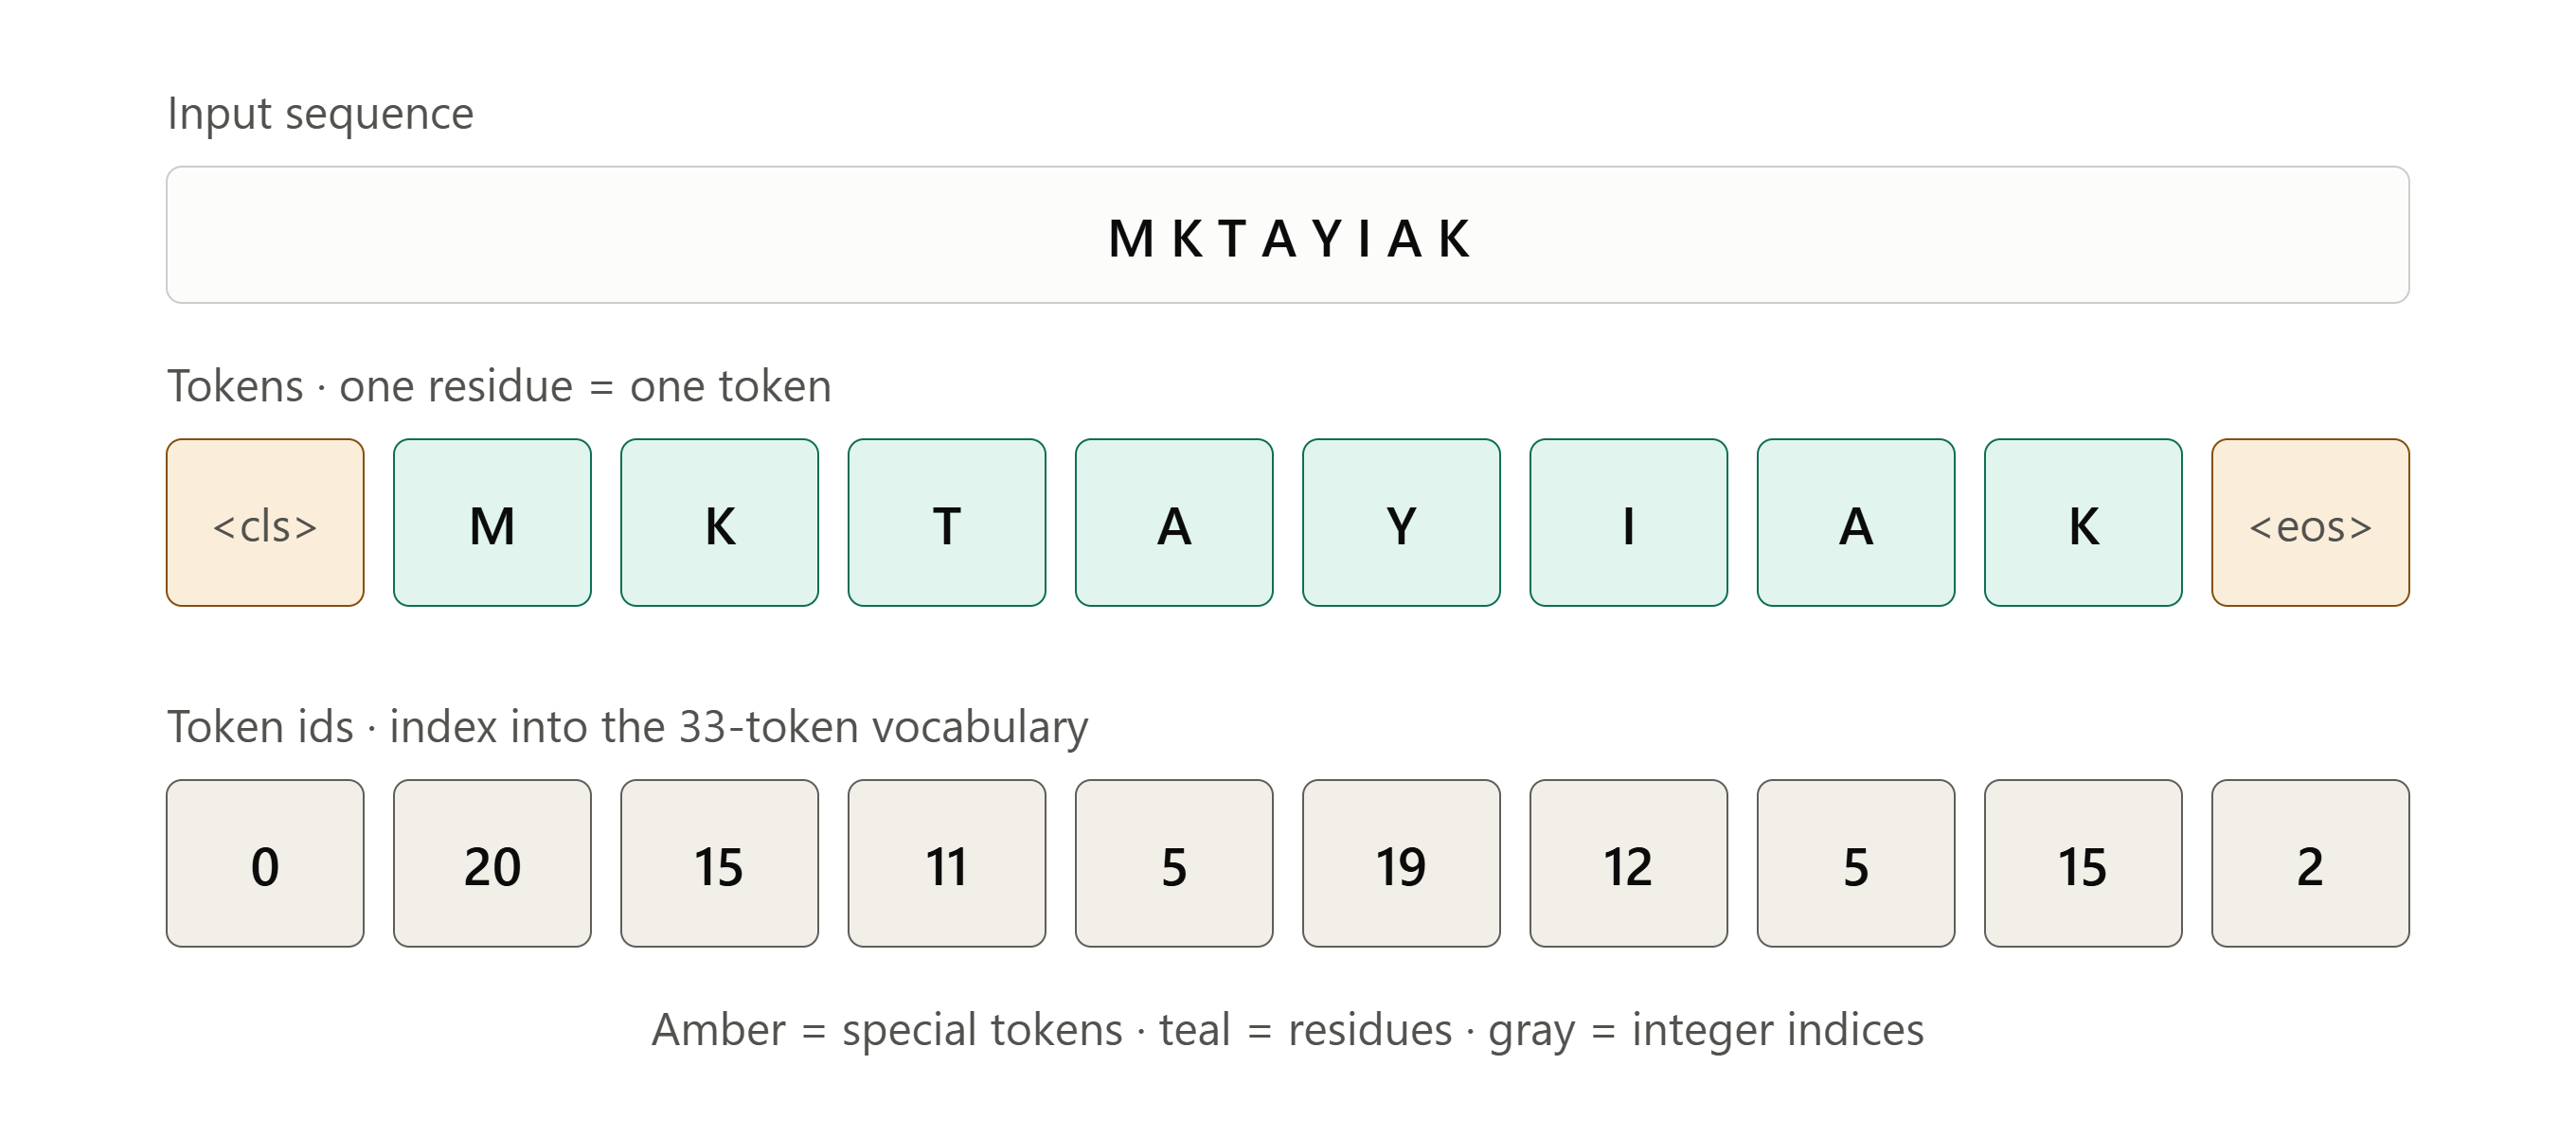 Input sequence
M K T A Y I A K
Tokens · one residue = one token
<cls> M K T A Y I A K <eos>
Token ids · index into the 33-token vocabulary
0 20 15 11 5 19 12 5 15 2
Amber = special tokens · teal = residues · gray = integer indices